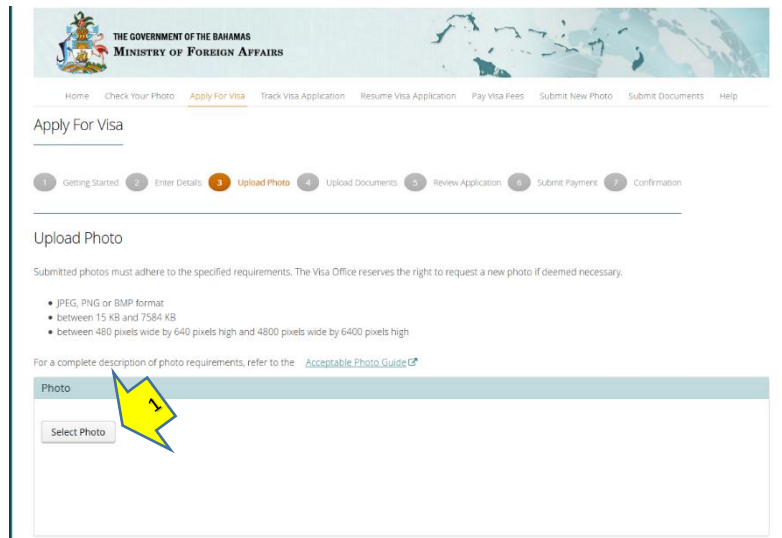 THE GOVERNMENT OF THE BAHAMAS
MINISTRY OF FOREIGN AFFAIRS
Home Check Your Photo Apply For Visa Track Visa Application Resume Visa Application Pay Visa Fees Submit New Photo Submit Documents Help
Apply For Visa
1 Getting Started 2 Enter Details 3 Upload Photo 4 Upload Documents 5 Review Application 6 Submit Payment 7 Confirmation
Upload Photo
Submitted photos must adhere to the specified requirements. The Visa Office reserves the right to request a new photo if deemed necessary.
• JPEG, PNG or BMP format
• between 15 KB and 7584 KB
• between 480 pixels wide by 640 pixels high and 4800 pixels wide by 6400 pixels high
For a complete description of photo requirements, refer to the Acceptable Photo Guide
Photo
1
Select Photo